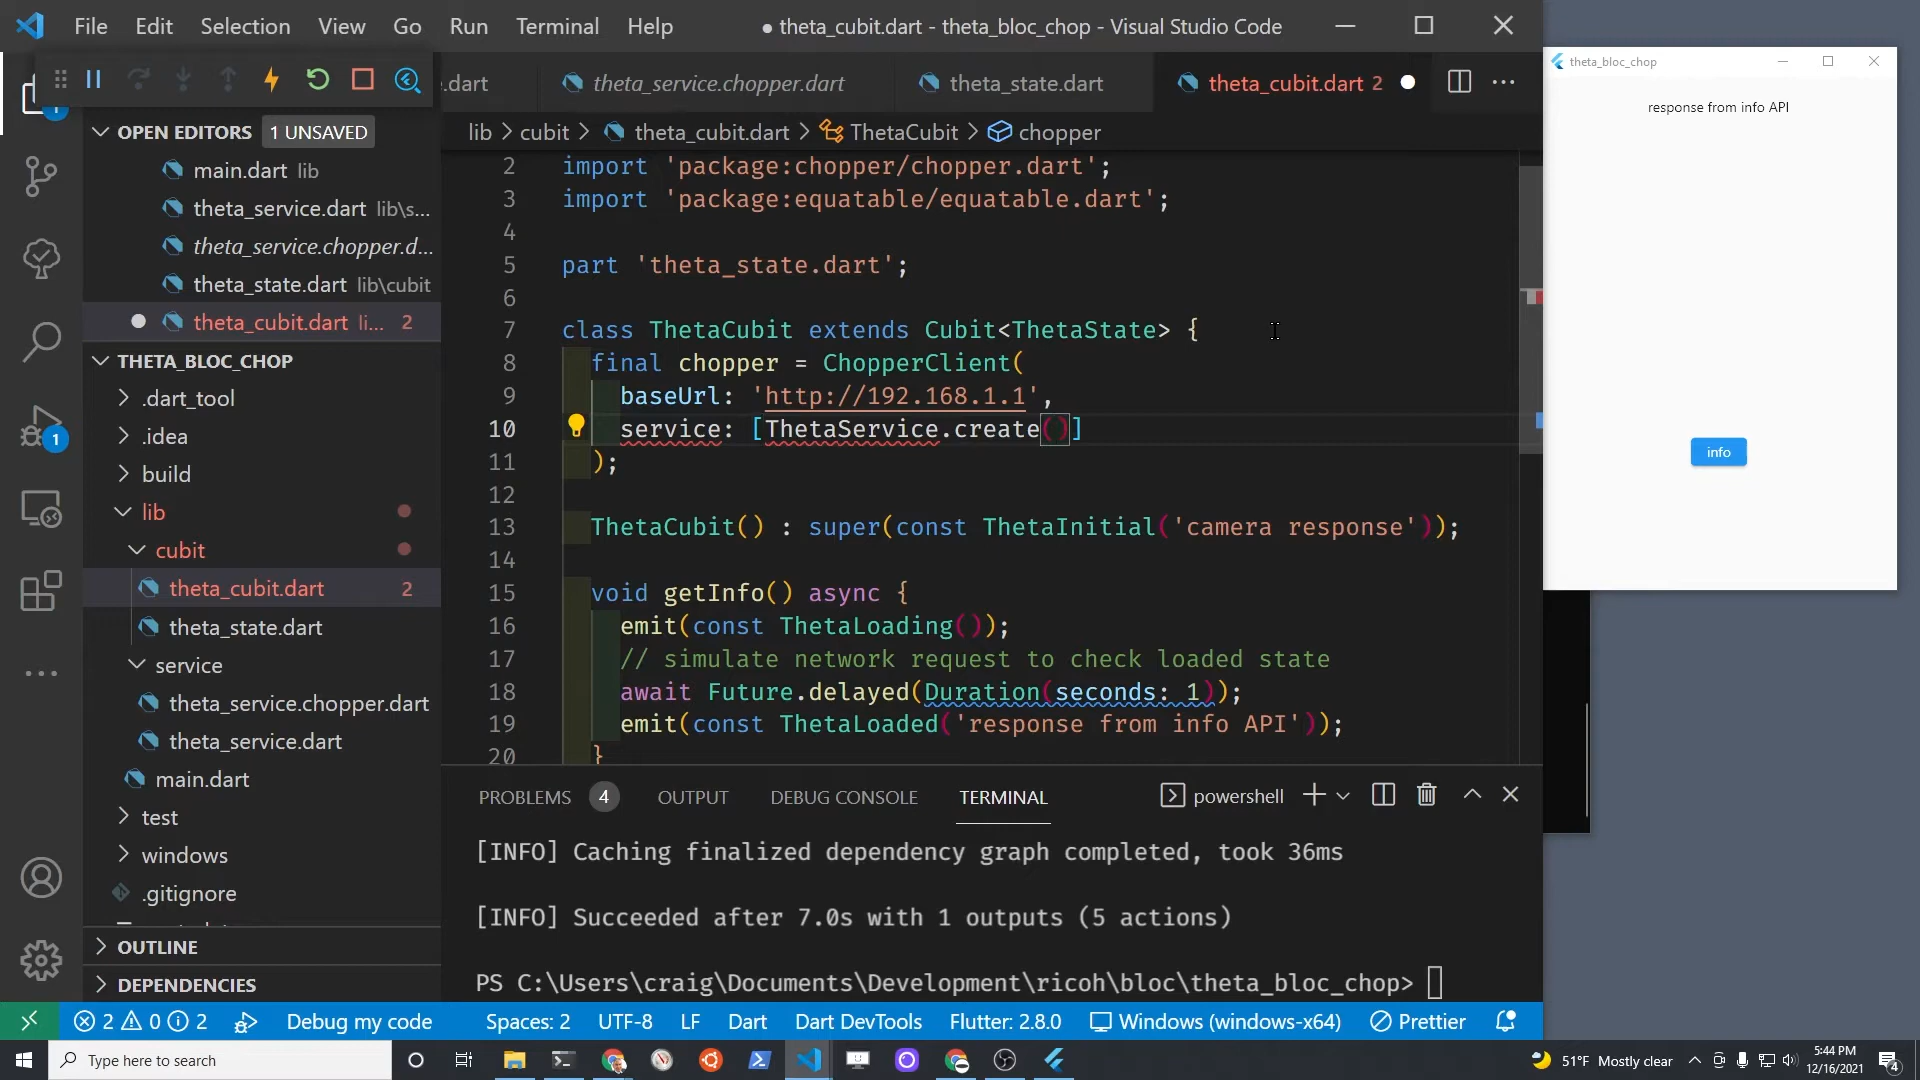 File Edit Selection View Go Run Terminal Help
● theta_cubit.dart - theta_bloc_chop - Visual Studio Code
e.dart
theta_service.chopper.dart
theta_state.dart
theta_cubit.dart 2
lib > cubit > theta_cubit.dart > ThetaCubit > chopper
OPEN EDITORS 1 UNSAVED
main.dart lib
theta_service.dart lib\s...
theta_service.chopper.d...
theta_state.dart lib\cubit
theta_cubit.dart li... 2
THETA_BLOC_CHOP
.dart_tool
.idea
build
lib
cubit
theta_cubit.dart 2
theta_state.dart
service
theta_service.chopper.dart
theta_service.dart
main.dart
test
windows
.gitignore
OUTLINE
DEPENDENCIES
1
1
2 import 'package:chopper/chopper.dart';
3 import 'package:equatable/equatable.dart';
4
5 part 'theta_state.dart';
6
7 class ThetaCubit extends Cubit<ThetaState> {
8 final chopper = ChopperClient(
9 baseUrl: 'http://192.168.1.1',
10 service: [ThetaService.create()]
11 );
12
13 ThetaCubit() : super(const ThetaInitial('camera response'));
14
15 void getInfo() async {
16 emit(const ThetaLoading());
17 // simulate network request to check loaded state
18 await Future.delayed(Duration(seconds: 1));
19 emit(const ThetaLoaded('response from info API'));
20 }
PROBLEMS 4 OUTPUT DEBUG CONSOLE TERMINAL powershell
[INFO] Caching finalized dependency graph completed, took 36ms
[INFO] Succeeded after 7.0s with 1 outputs (5 actions)
PS C:\Users\craig\Documents\Development\ricoh\bloc\theta_bloc_chop>
2 0 2 Debug my code Spaces: 2 UTF-8 LF Dart Dart DevTools Flutter: 2.8.0 Windows (windows-x64) Prettier
theta_bloc_chop
response from info API
info
Type here to search
51°F Mostly clear
5:44 PM
12/16/2021
4